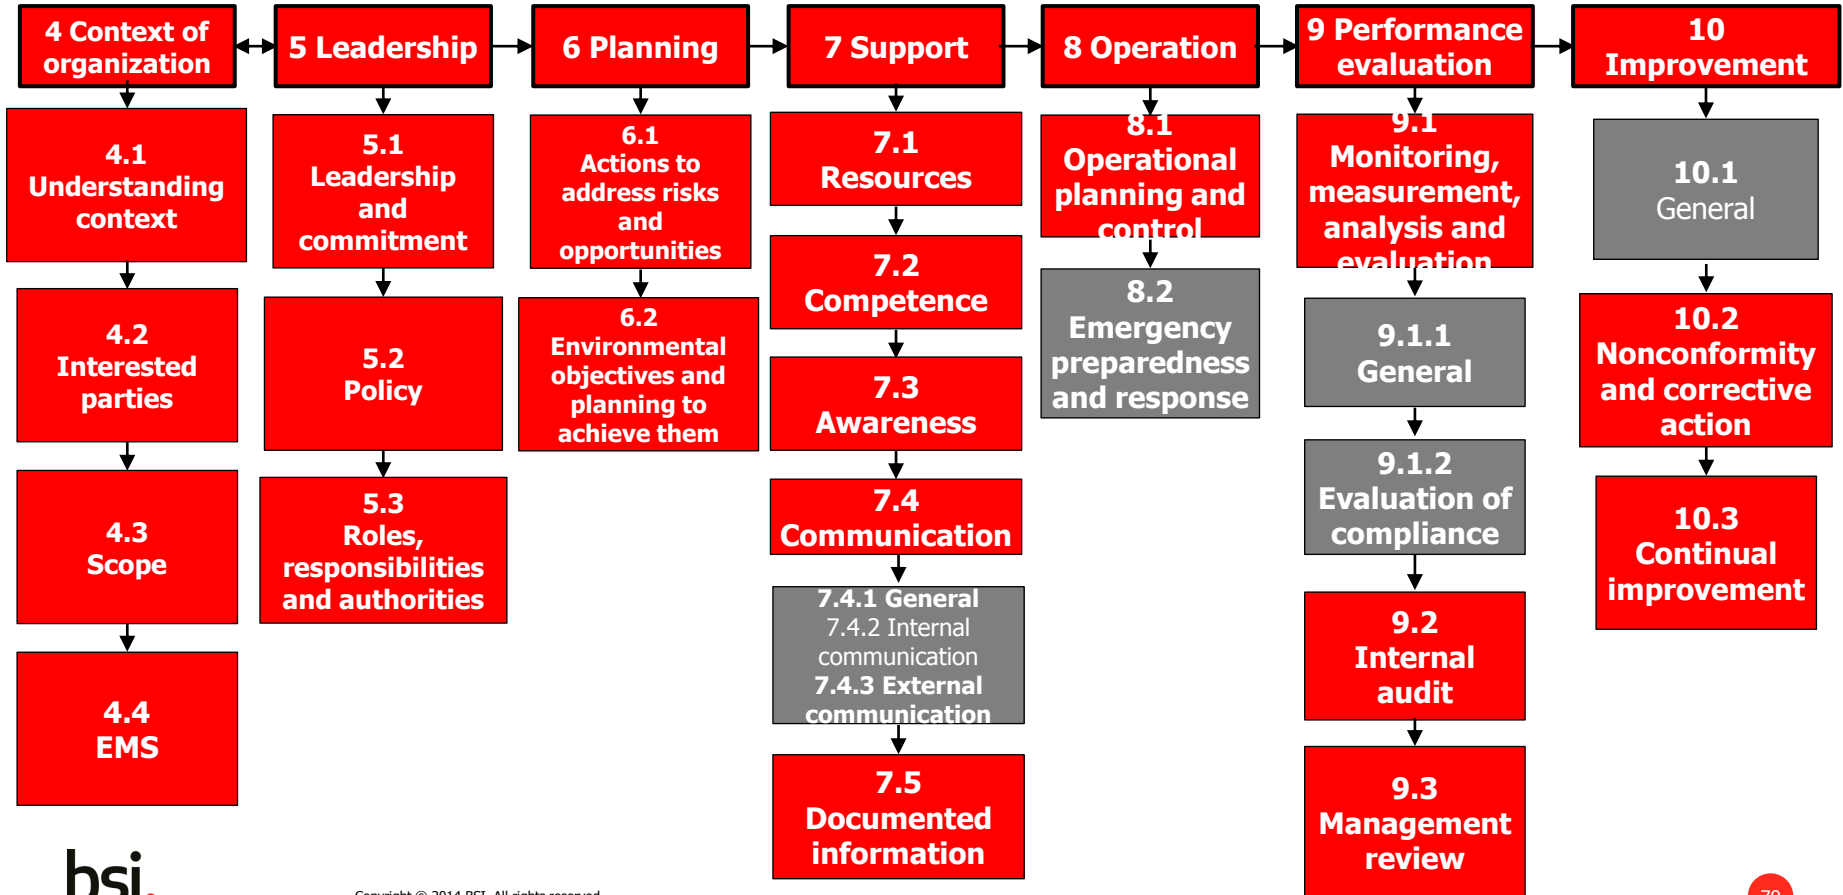 4 Context of
organization
5 Leadership
6 Planning
7 Support
8 Operation
9 Performance
evaluation
10
Improvement
4.1
Understanding
context
4.2
Interested
parties
4.3
Scope
4.4
EMS
5.1
Leadership
and
commitment
5.2
Policy
5.3
Roles,
responsibilities
and authorities
6.1
Actions to
address risks
and
opportunities
6.2
Environmental
objectives and
planning to
achieve them
7.1
Resources
7.2
Competence
7.3
Awareness
7.4
Communication
7.4.1 General
7.4.2 Internal
communication
7.4.3 External
communication
7.5
Documented
information
8.1
Operational
planning and
control
8.2
Emergency
preparedness
and response
9.1
Monitoring,
measurement,
analysis and
evaluation
9.1.1
General
9.1.2
Evaluation of
compliance
9.2
Internal
audit
9.3
Management
review
10.1
General
10.2
Nonconformity
and corrective
action
10.3
Continual
improvement
bsi.
Copyright © 2014 BSI. All rights reserved
79